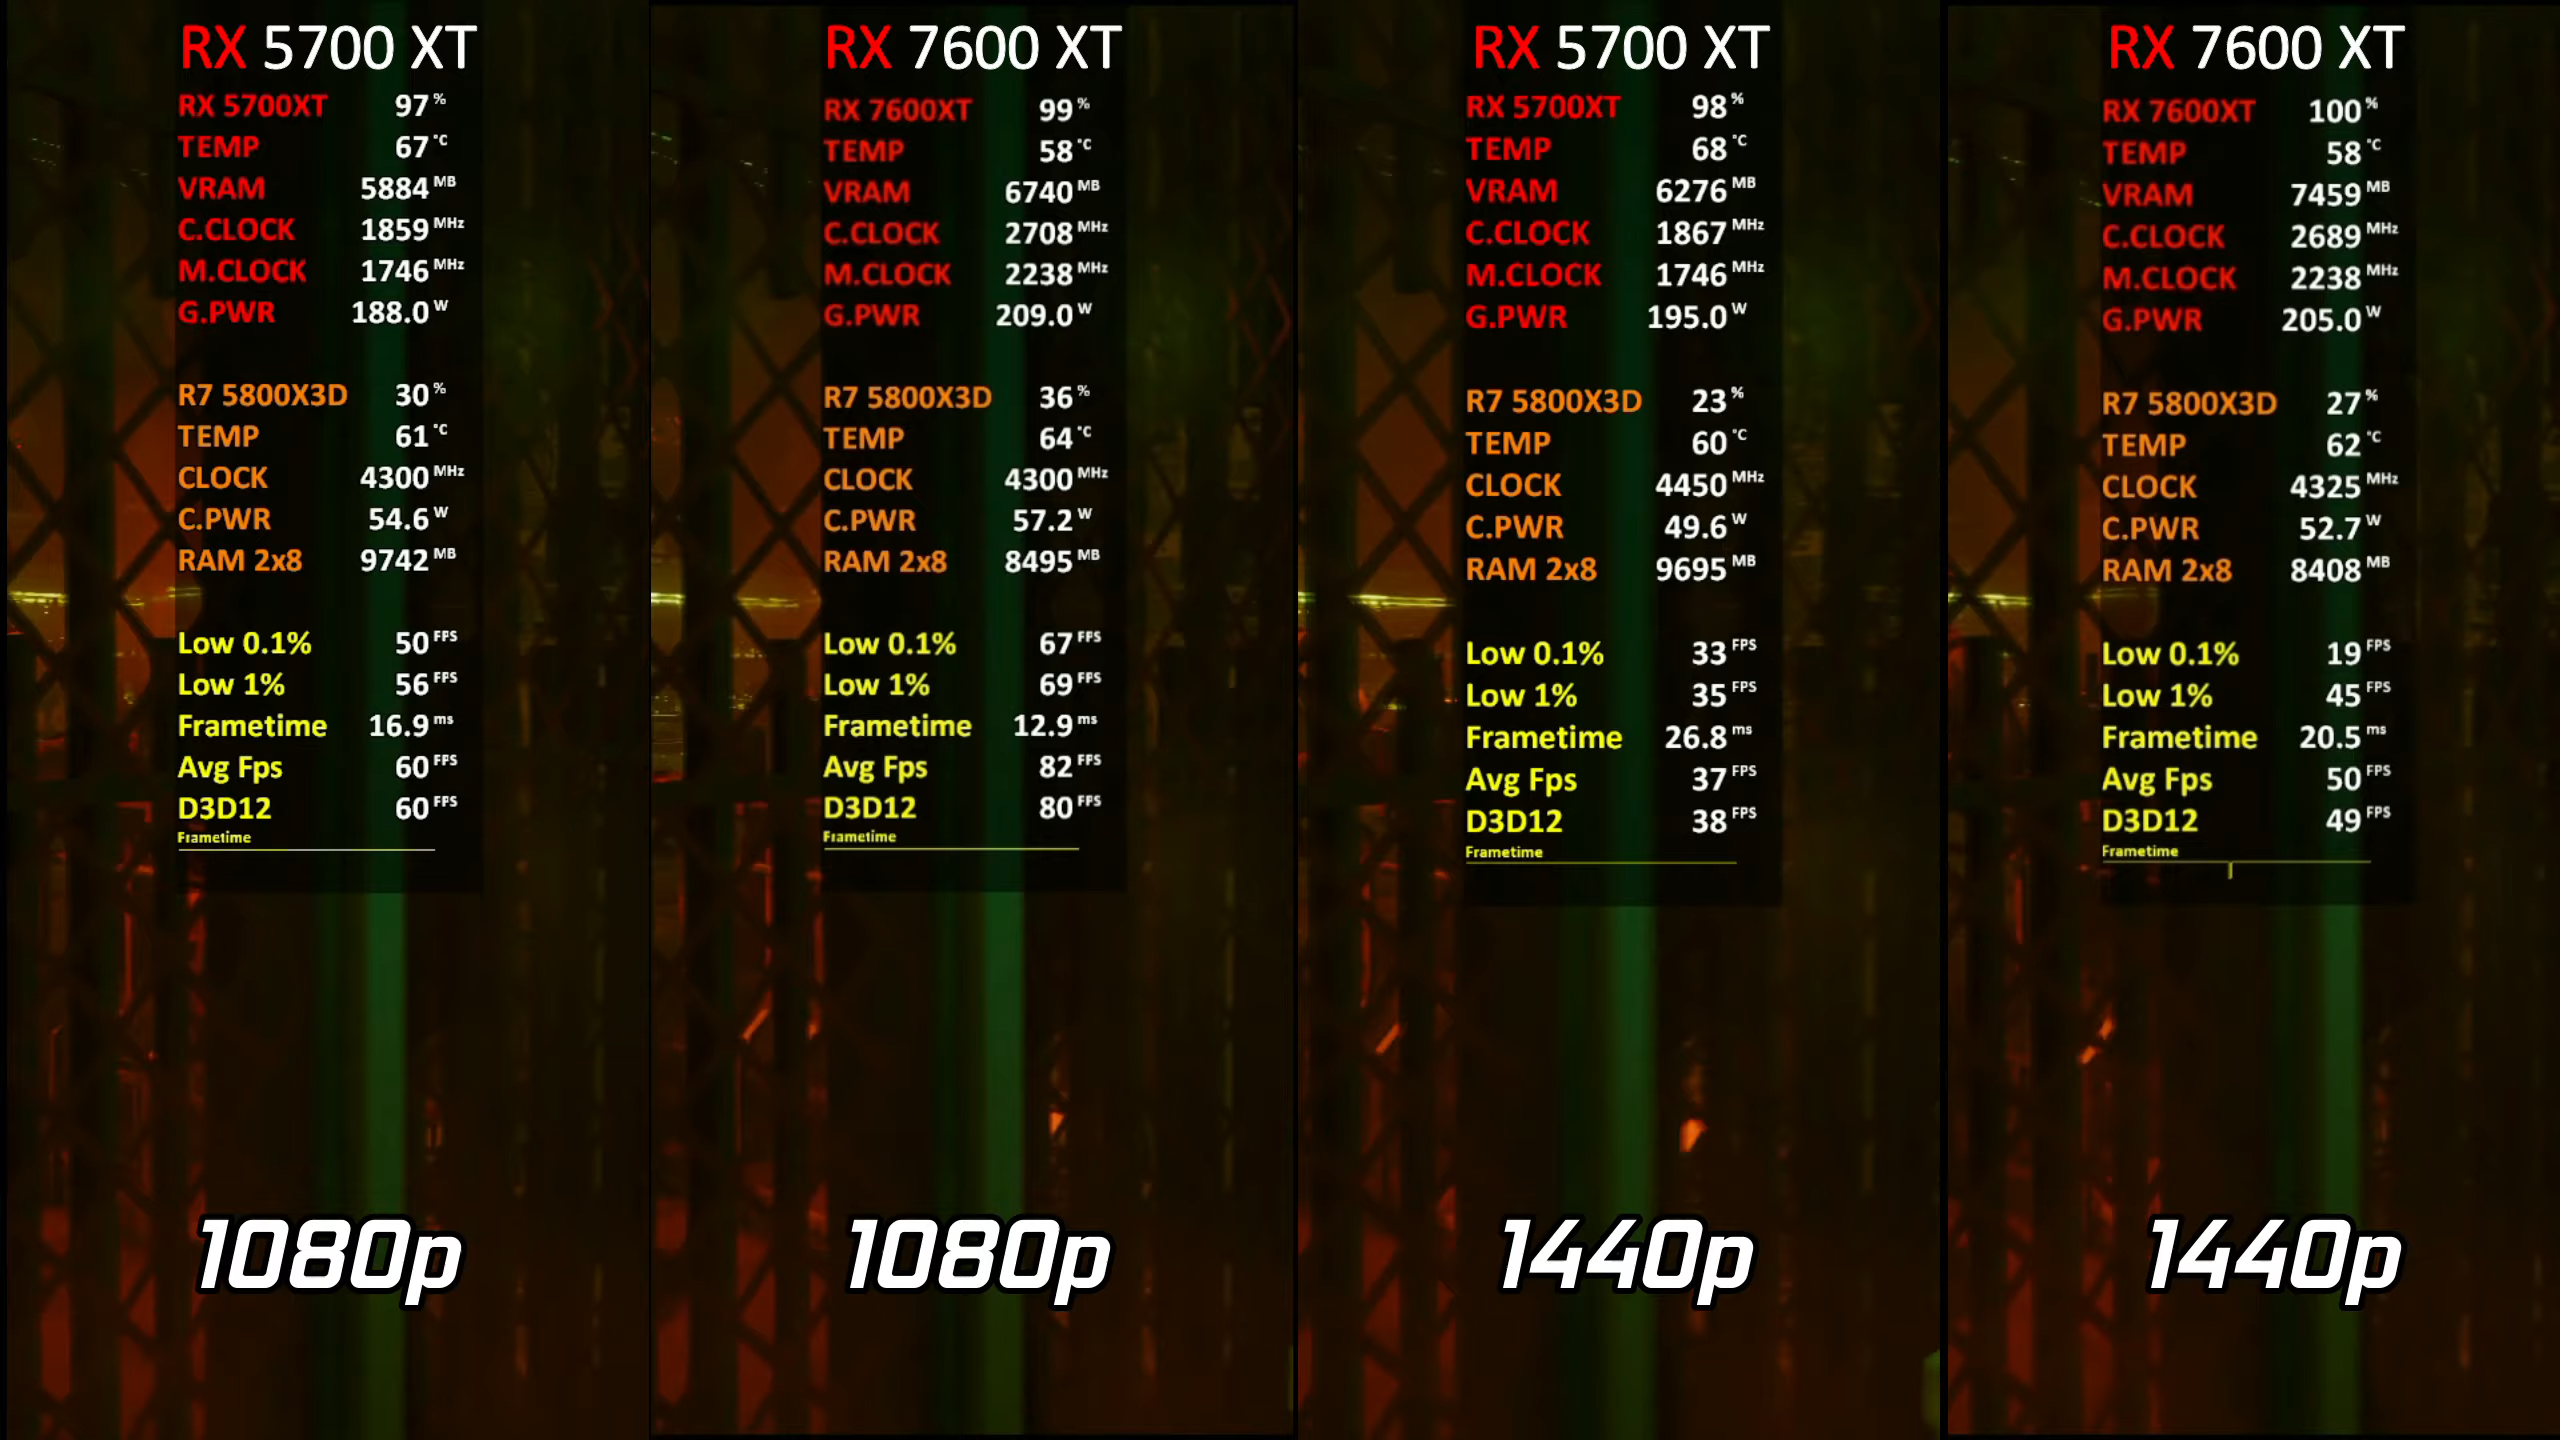 RX 5700 XT
RX 5700XT 97 %
TEMP 67 °C
VRAM 5884 MB
C.CLOCK 1859 MHz
M.CLOCK 1746 MHz
G.PWR 188.0 W
R7 5800X3D 30 %
TEMP 61 °C
CLOCK 4300 MHz
C.PWR 54.6 W
RAM 2x8 9742 MB
Low 0.1% 50 FPS
Low 1% 56 FPS
Frametime 16.9 ms
Avg Fps 60 FPS
D3D12 60 FPS
Frametime
1080p
RX 7600 XT
RX 7600XT 99 %
TEMP 58 °C
VRAM 6740 MB
C.CLOCK 2708 MHz
M.CLOCK 2238 MHz
G.PWR 209.0 W
R7 5800X3D 36 %
TEMP 64 °C
CLOCK 4300 MHz
C.PWR 57.2 W
RAM 2x8 8495 MB
Low 0.1% 67 FPS
Low 1% 69 FPS
Frametime 12.9 ms
Avg Fps 82 FPS
D3D12 80 FPS
Frametime
1080p
RX 5700 XT
RX 5700XT 98 %
TEMP 68 °C
VRAM 6276 MB
C.CLOCK 1867 MHz
M.CLOCK 1746 MHz
G.PWR 195.0 W
R7 5800X3D 23 %
TEMP 60 °C
CLOCK 4450 MHz
C.PWR 49.6 W
RAM 2x8 9695 MB
Low 0.1% 33 FPS
Low 1% 35 FPS
Frametime 26.8 ms
Avg Fps 37 FPS
D3D12 38 FPS
Frametime
1440p
RX 7600 XT
RX 7600XT 100 %
TEMP 58 °C
VRAM 7459 MB
C.CLOCK 2689 MHz
M.CLOCK 2238 MHz
G.PWR 205.0 W
R7 5800X3D 27 %
TEMP 62 °C
CLOCK 4325 MHz
C.PWR 52.7 W
RAM 2x8 8408 MB
Low 0.1% 19 FPS
Low 1% 45 FPS
Frametime 20.5 ms
Avg Fps 50 FPS
D3D12 49 FPS
Frametime
1440p